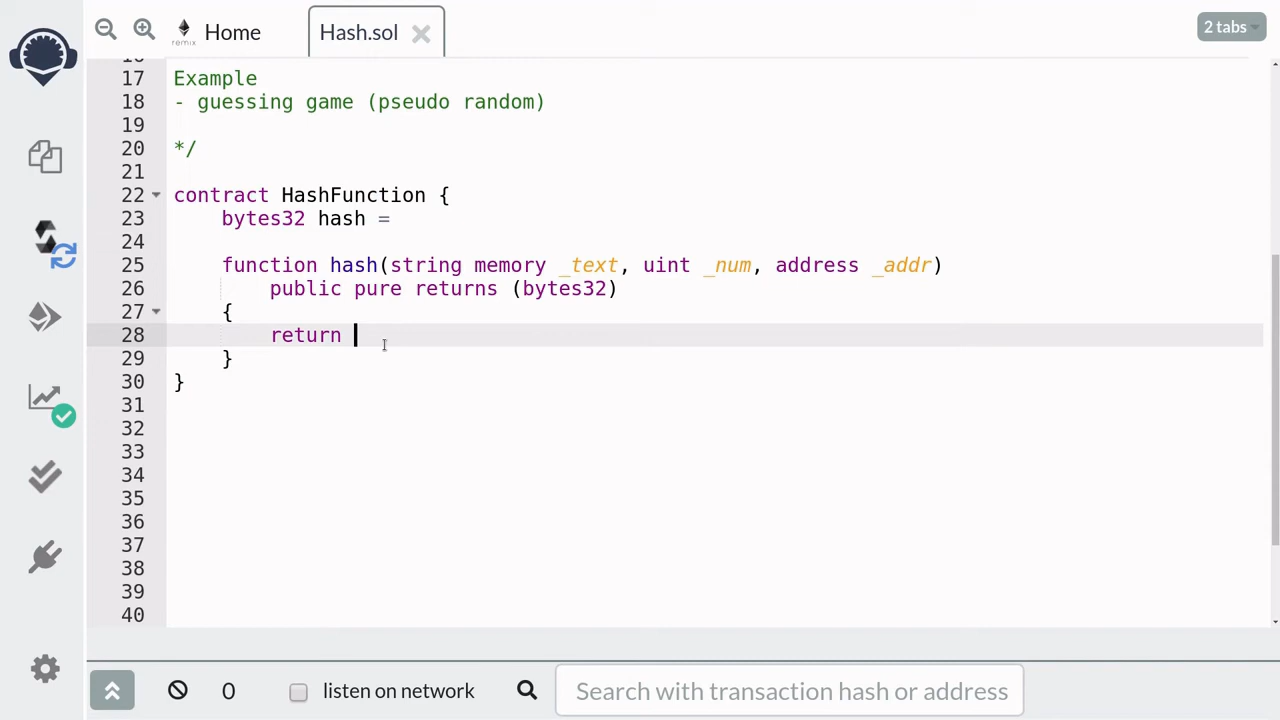 Home
Hash.sol
2 tabs
17 Example
18 - guessing game (pseudo random)
19
20 */
21
22 contract HashFunction {
23 bytes32 hash =
24
25 function hash(string memory _text, uint _num, address _addr)
26 public pure returns (bytes32)
27 {
28 return
29 }
30 }
31
32
33
34
35
36
37
38
39
40
0 listen on network Search with transaction hash or address